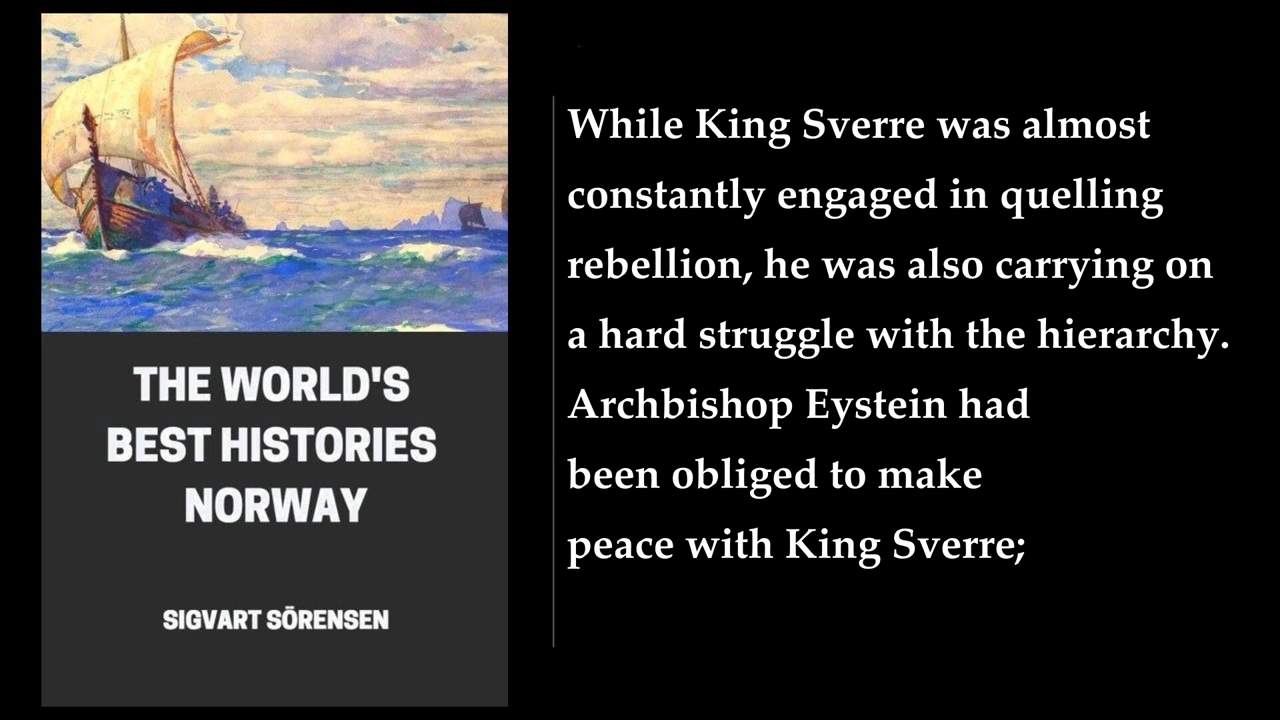 THE WORLD'S
BEST HISTORIES
NORWAY
SIGVART SÖRENSEN
While King Sverre was almost
constantly engaged in quelling
rebellion, he was also carrying on
a hard struggle with the hierarchy.
Archbishop Eystein had
been obliged to make
peace with King Sverre;